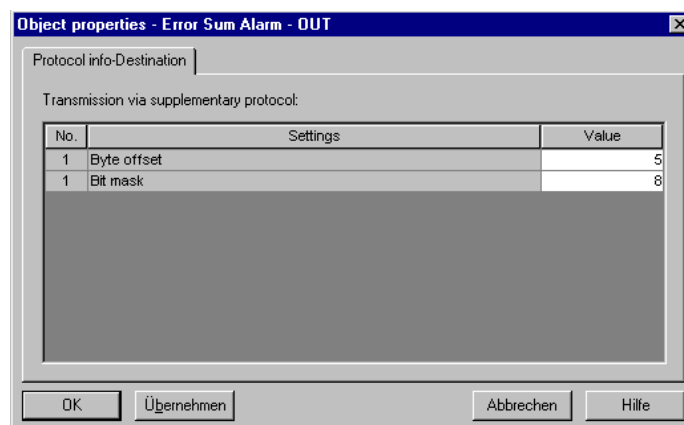 Object properties - Error Sum Alarm - OUT
Protocol info-Destination
Transmission via supplementary protocol:
No. Settings Value
1 Byte offset 5
1 Bit mask 8
OK Übernehmen Abbrechen Hilfe